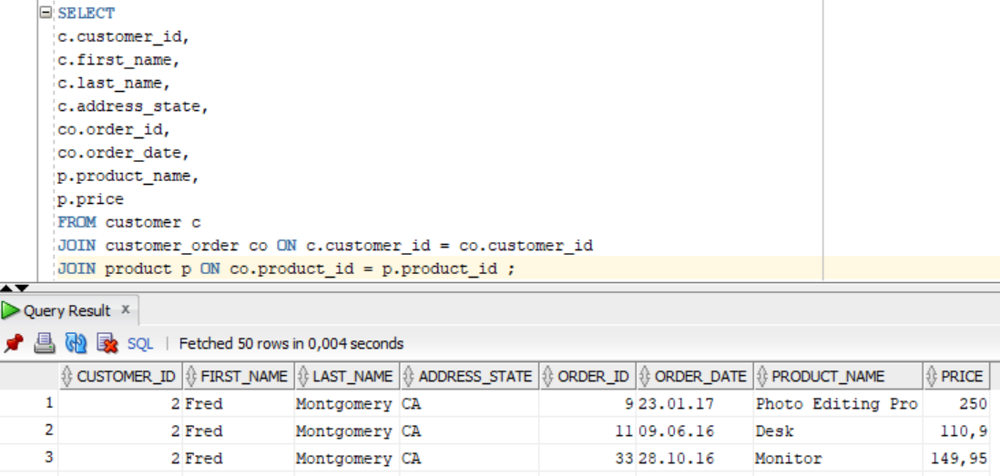 SELECT
c.customer_id,
c.first_name,
c.last_name,
c.address_state,
co.order_id,
co.order_date,
p.product_name,
p.price
FROM customer c
JOIN customer_order co ON c.customer_id = co.customer_id
JOIN product p ON co.product_id = p.product_id ;
Query Result x
SQL | Fetched 50 rows in 0,004 seconds
CUSTOMER_ID FIRST_NAME LAST_NAME ADDRESS_STATE ORDER_ID ORDER_DATE PRODUCT_NAME PRICE
1 2 Fred Montgomery CA 9 23.01.17 Photo Editing Pro 250
2 2 Fred Montgomery CA 11 09.06.16 Desk 110,9
3 2 Fred Montgomery CA 33 28.10.16 Monitor 149,95